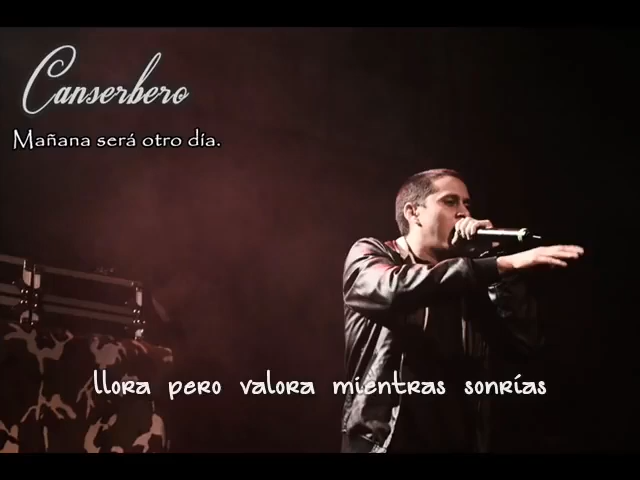 Canserbero
Mañana será otro día.
llora pero valora mientras sonrías